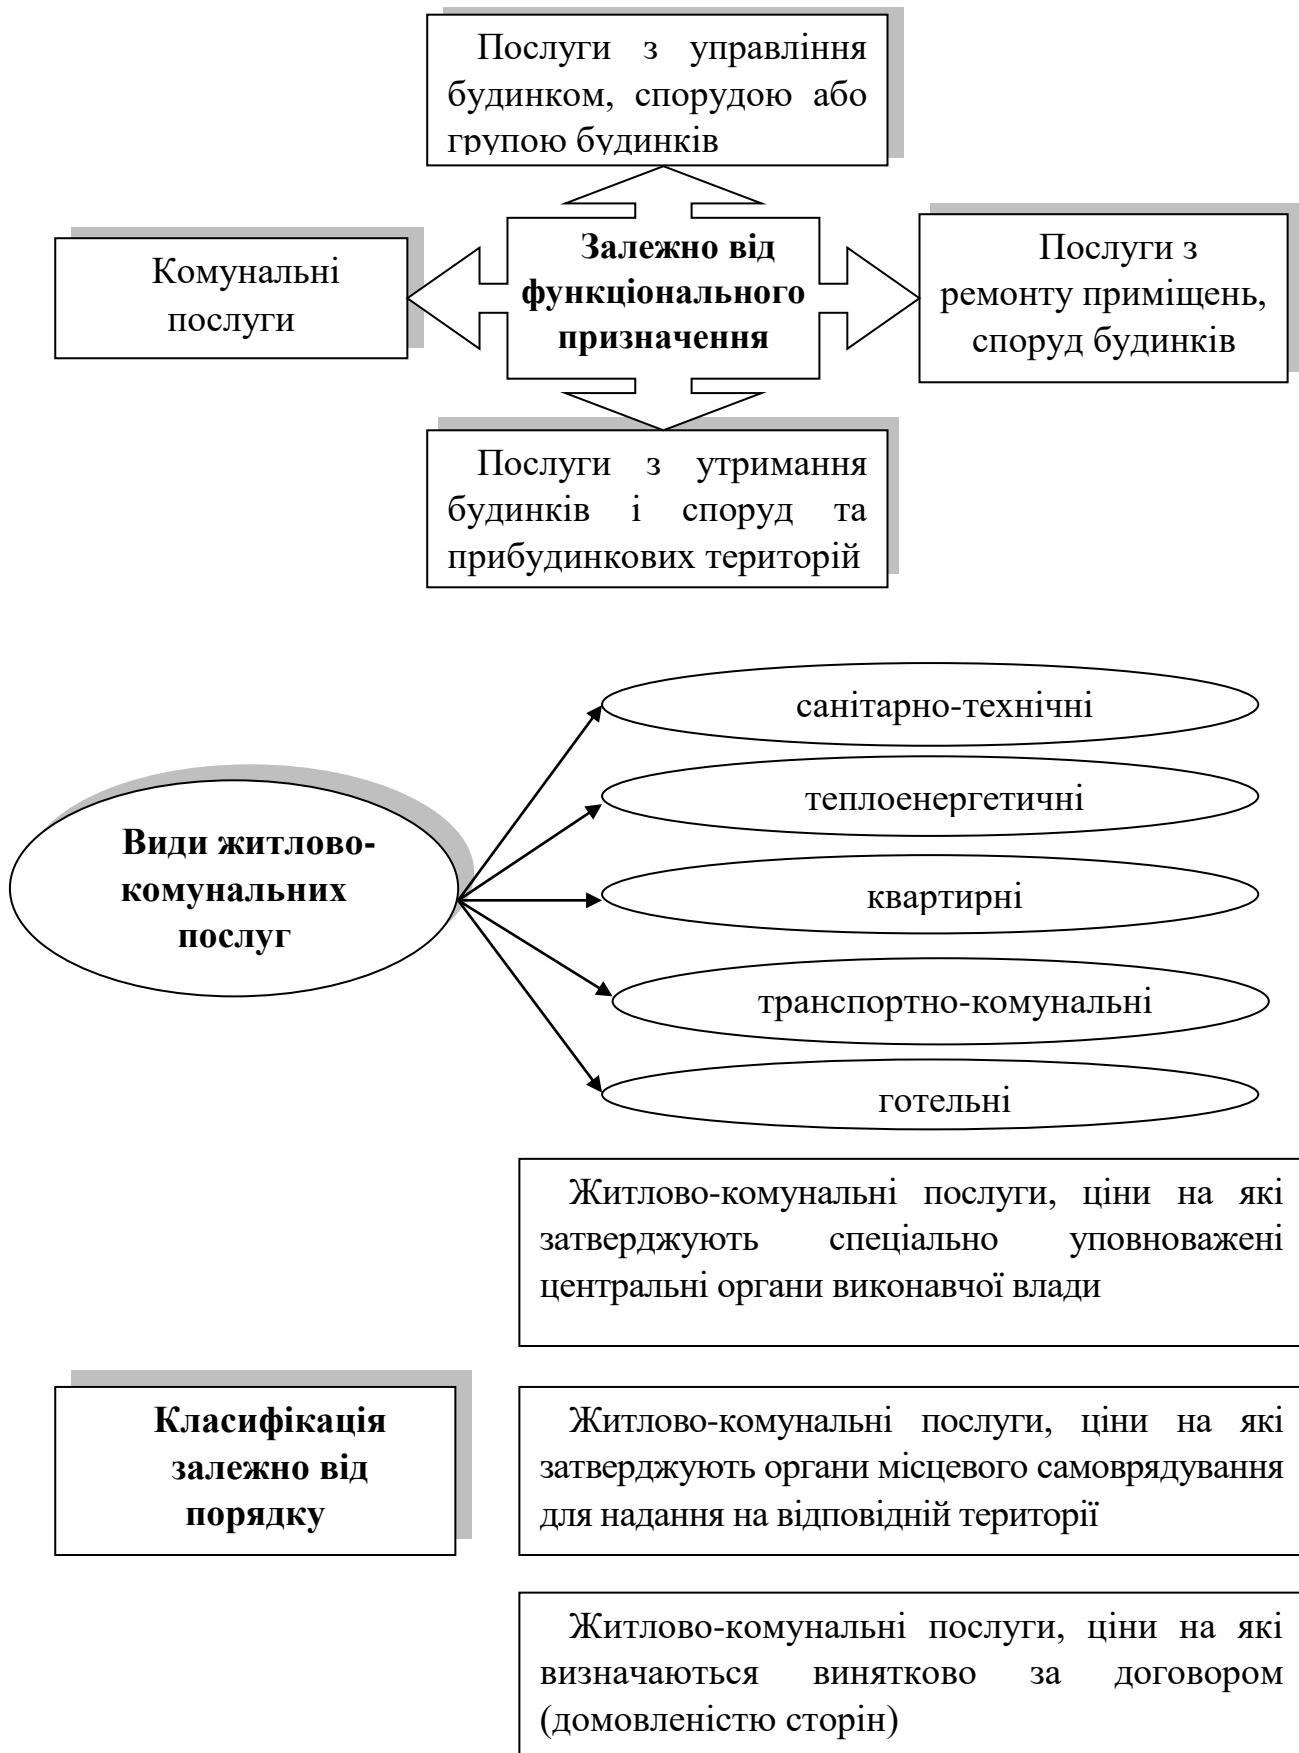 Послуги з управління
будинком, спорудою або
групою будинків
Комунальні
послуги
Залежно від
функціонального
призначення
Послуги з
ремонту приміщень,
споруд будинків
Послуги з утримання
будинків і споруд та
прибудинкових територій
Види житлово-
комунальних
послуг
санітарно-технічні
теплоенергетичні
квартирні
транспортно-комунальні
готельні
Житлово-комунальні послуги, ціни на які
затверджують спеціально уповноважені
центральні органи виконавчої влади
Класифікація
залежно від
порядку
Житлово-комунальні послуги, ціни на які
затверджують органи місцевого самоврядування
для надання на відповідній території
Житлово-комунальні послуги, ціни на які
визначаються винятково за договором
(домовленістю сторін)